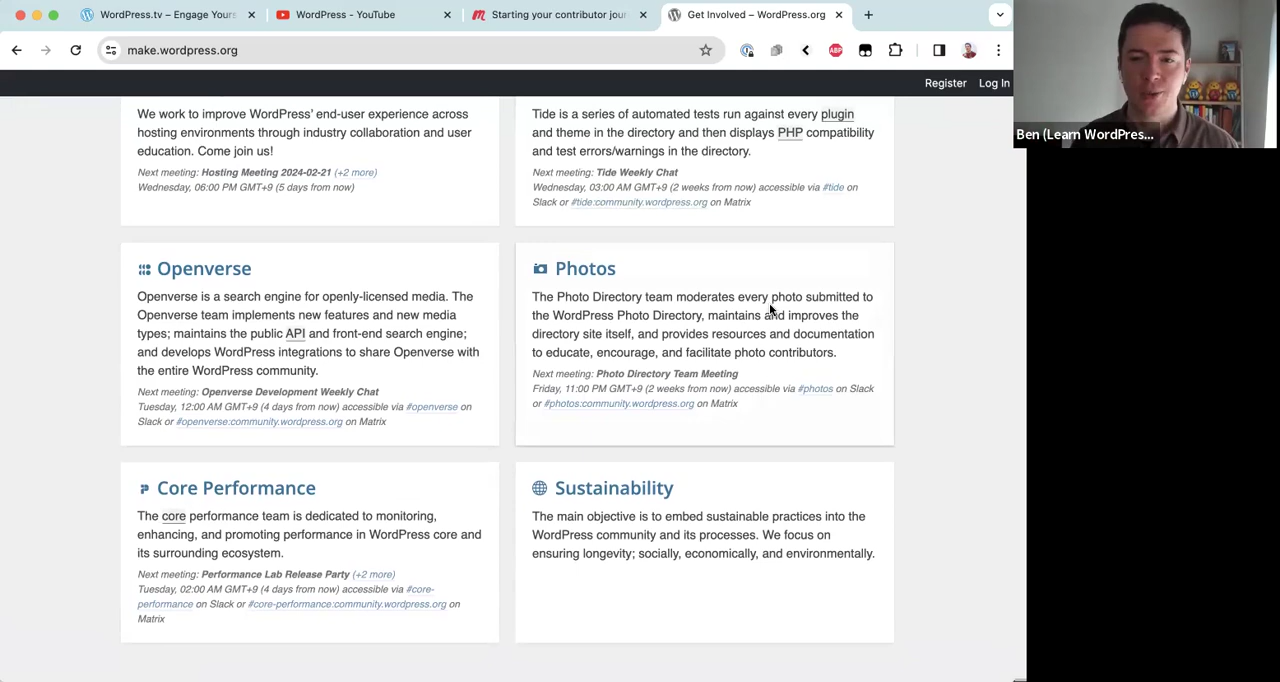 WordPress.tv – Engage Yours
WordPress - YouTube
Starting your contributor jour
Get Involved – WordPress.org
make.wordpress.org
ABP
Register Log In
Ben (Learn WordPres...
We work to improve WordPress' end-user experience across
hosting environments through industry collaboration and user
education. Come join us!
Next meeting: Hosting Meeting 2024-02-21 (+2 more)
Wednesday, 06:00 PM GMT+9 (5 days from now)
Tide is a series of automated tests run against every plugin
and theme in the directory and then displays PHP compatibility
and test errors/warnings in the directory.
Next meeting: Tide Weekly Chat
Wednesday, 03:00 AM GMT+9 (2 weeks from now) accessible via #tide on
Slack or #tide:community.wordpress.org on Matrix
Openverse
Openverse is a search engine for openly-licensed media. The
Openverse team implements new features and new media
types; maintains the public API and front-end search engine;
and develops WordPress integrations to share Openverse with
the entire WordPress community.
Next meeting: Openverse Development Weekly Chat
Tuesday, 12:00 AM GMT+9 (4 days from now) accessible via #openverse on
Slack or #openverse:community.wordpress.org on Matrix
Photos
The Photo Directory team moderates every photo submitted to
the WordPress Photo Directory, maintains and improves the
directory site itself, and provides resources and documentation
to educate, encourage, and facilitate photo contributors.
Next meeting: Photo Directory Team Meeting
Friday, 11:00 PM GMT+9 (2 weeks from now) accessible via #photos on Slack
or #photos:community.wordpress.org on Matrix
Core Performance
The core performance team is dedicated to monitoring,
enhancing, and promoting performance in WordPress core and
its surrounding ecosystem.
Next meeting: Performance Lab Release Party (+2 more)
Tuesday, 02:00 AM GMT+9 (4 days from now) accessible via #core-
performance on Slack or #core-performance:community.wordpress.org on
Matrix
Sustainability
The main objective is to embed sustainable practices into the
WordPress community and its processes. We focus on
ensuring longevity; socially, economically, and environmentally.